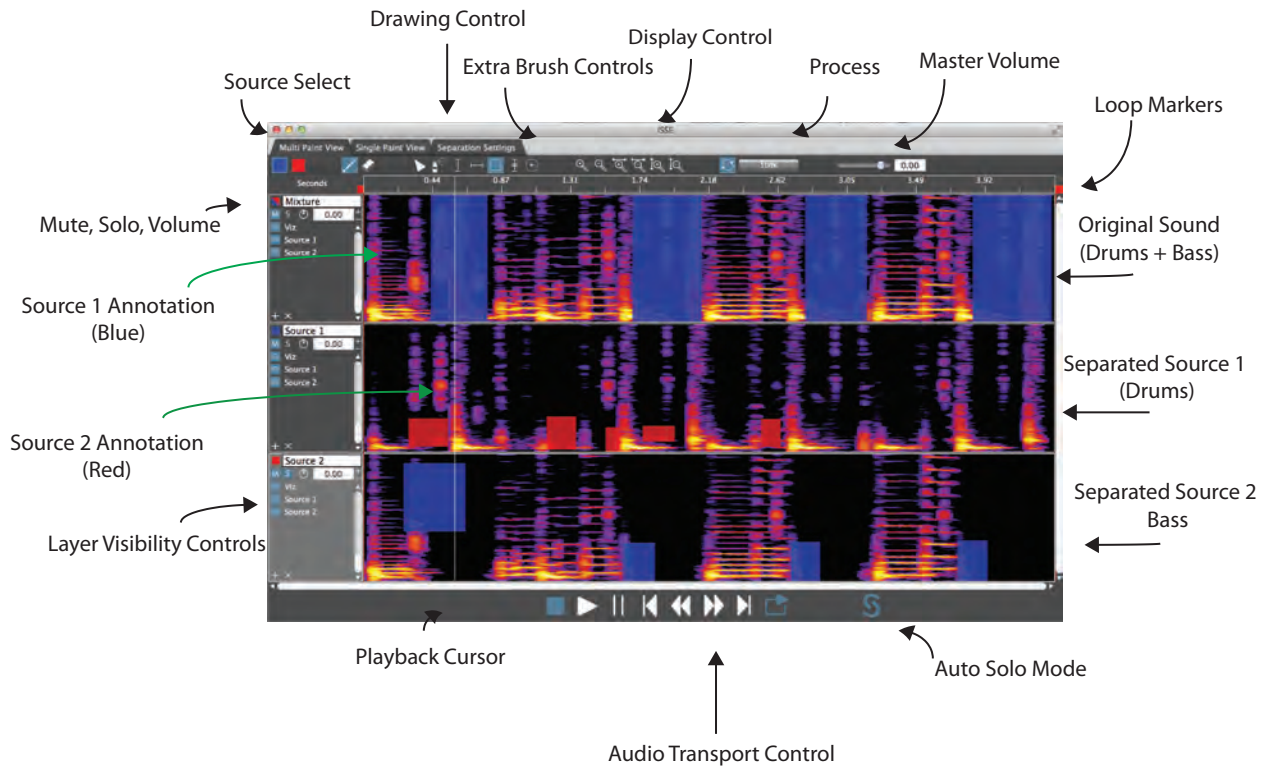 Drawing Control
Display Control
Extra Brush Controls
Process
Master Volume
Source Select
Loop Markers
ISSE
Multi Paint View
Single Paint View
Separation Settings
0.00
Seconds
0.44
0.87
1.31
1.74
2.18
2.62
3.05
3.49
3.92
Mute, Solo, Volume
Mixture
M S 0.00
Viz
Source 1
Source 2
+ ×
Original Sound
(Drums + Bass)
Source 1 Annotation
(Blue)
Source 1
M S 0.00
Viz
Source 1
Source 2
+ ×
Separated Source 1
(Drums)
Source 2 Annotation
(Red)
Source 2
M S 0.00
Viz
Source 1
Source 2
+ ×
Separated Source 2
Bass
Layer Visibility Controls
Playback Cursor
Auto Solo Mode
Audio Transport Control